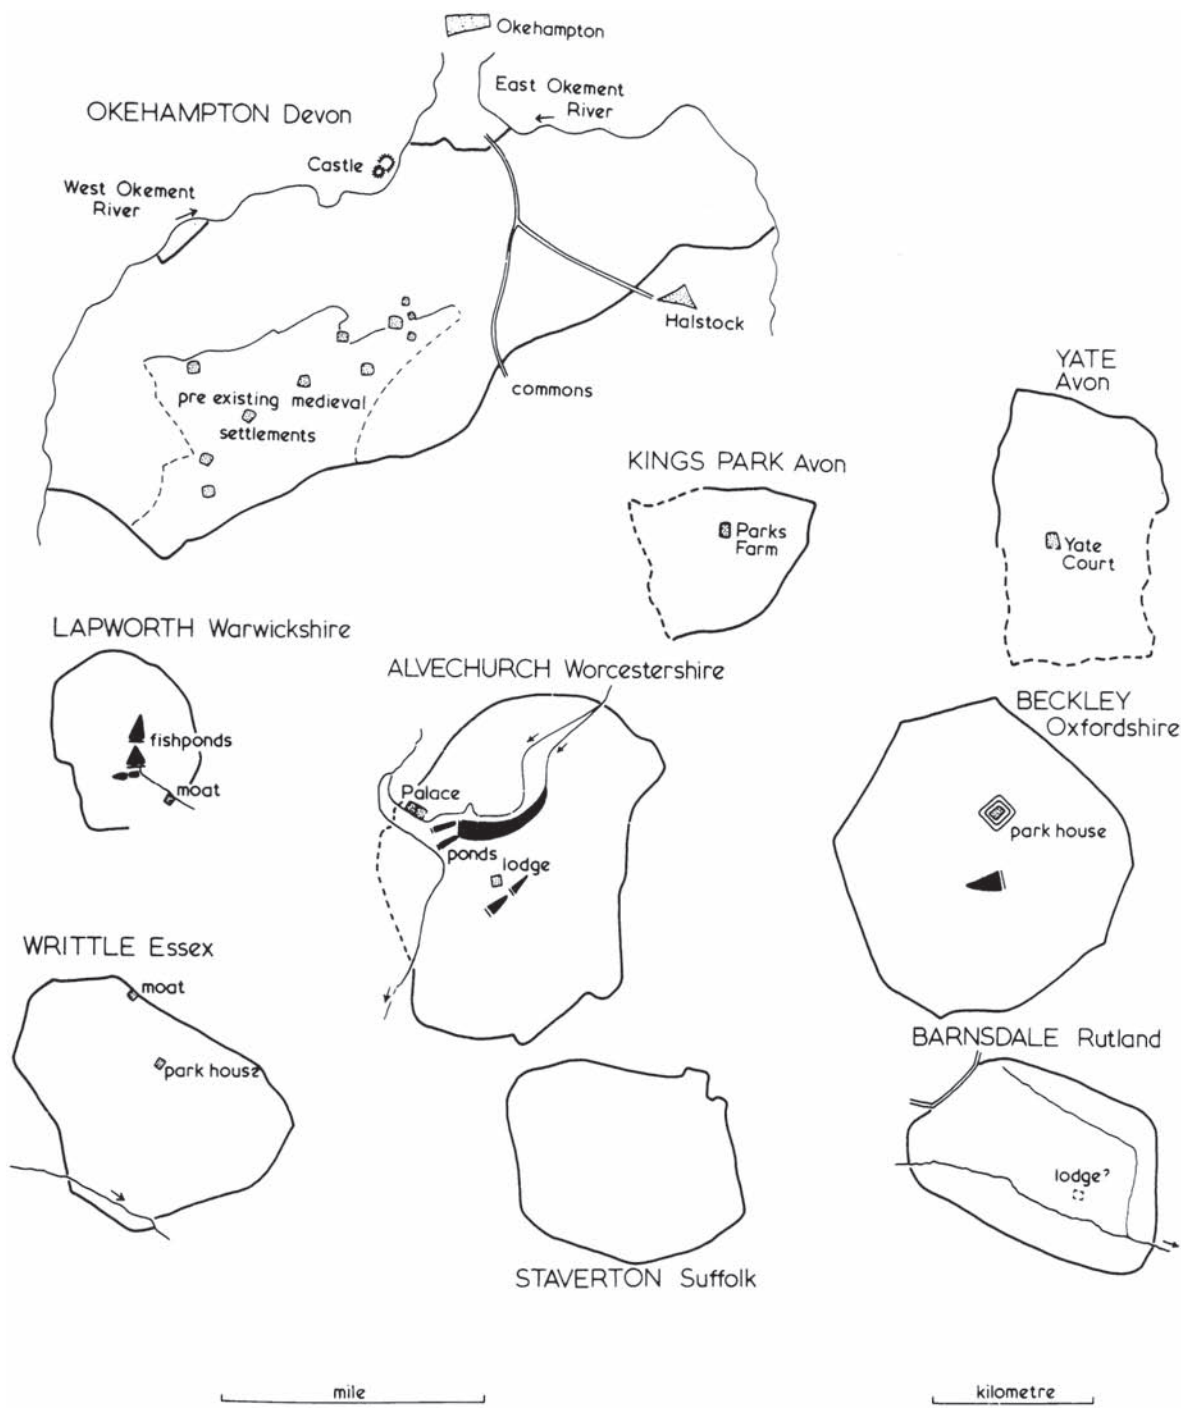 Okehampton
East Okement
River
OKEHAMPTON Devon
Castle
West Okement
River
Halstock
commons
pre existing medieval
settlements
YATE
Avon
KINGS PARK Avon
Parks
Farm
Yate
Court
LAPWORTH Warwickshire
fishponds
moat
ALVECHURCH Worcestershire
Palace
ponds
lodge
BECKLEY
Oxfordshire
park house
WRITTLE Essex
moat
park house
BARNSDALE Rutland
lodge?
STAVERTON Suffolk
mile
kilometre